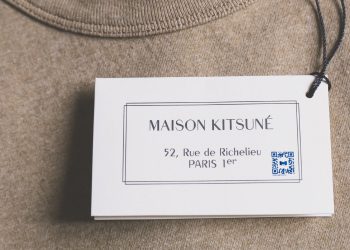 MAISON KITSUNÉ
52, Rue de Richelieu
PARIS 1er